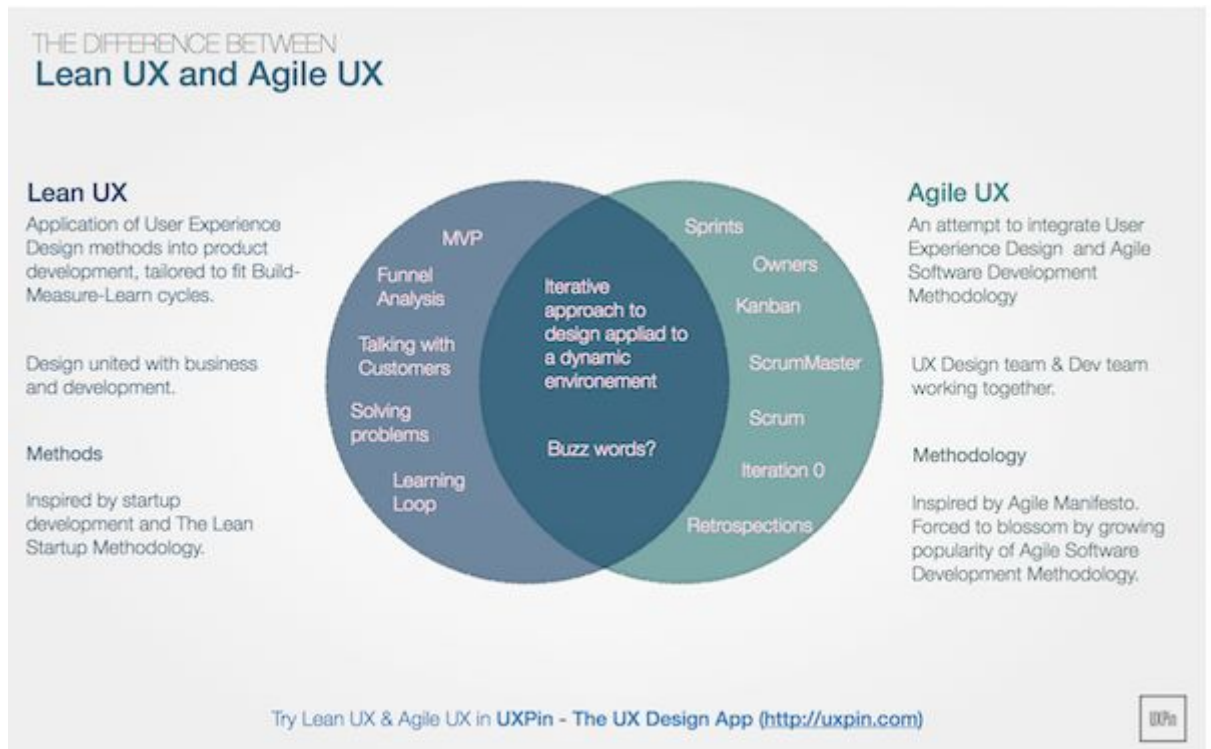 THE DIFFERENCE BETWEEN
Lean UX and Agile UX
Lean UX
Application of User Experience
Design methods into product
development, tailored to fit Build-
Measure-Learn cycles.
Design united with business
and development.
Methods
Inspired by startup
development and The Lean
Startup Methodology.
MVP
Funnel
Analysis
Talking with
Customers
Solving
problems
Learning
Loop
Iterative
approach to
design appliad to
a dynamic
environement
Buzz words?
Sprints
Owners
Kanban
ScrumMaster
Scrum
Iteration 0
Retrospections
Agile UX
An attempt to integrate User
Experience Design and Agile
Software Development
Methodology
UX Design team & Dev team
working together.
Methodology
Inspired by Agile Manifesto.
Forced to blossom by growing
popularity of Agile Software
Development Methodology.
Try Lean UX & Agile UX in UXPin - The UX Design App (http://uxpin.com)
UXPin